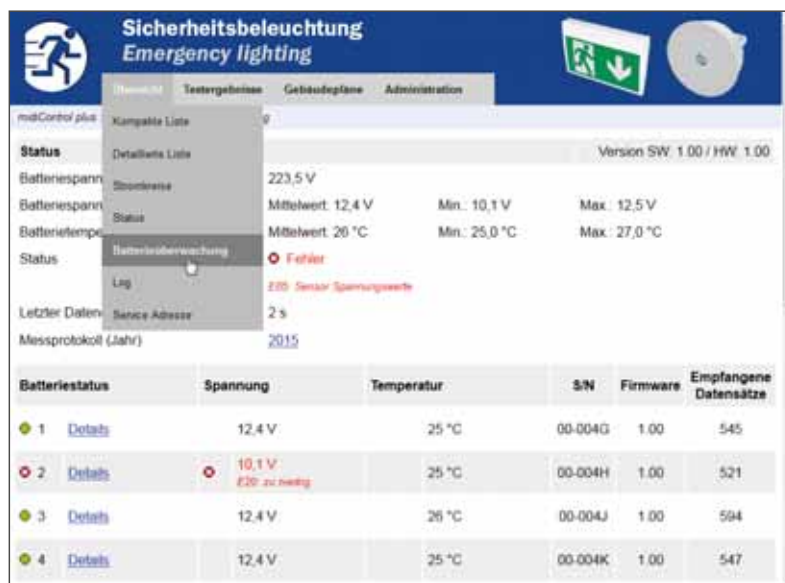 Sicherheitsbeleuchtung
Emergency lighting
Übersicht Testergebnisse Gebäudepläne Administration
midiControl plus g
Kompakte Liste
Detaillierte Liste
Stromkreise
Status
Batterieüberwachung
Log
Service Adresse
Status Version SW: 1.00 / HW: 1.00
Batteriespann 223,5 V
Batteriespann Mittelwert: 12,4 V Min.: 10,1 V Max.: 12,5 V
Batterietempe Mittelwert: 26 °C Min.: 25,0 °C Max.: 27,0 °C
Status Fehler
E05: Sensor Spannungswerte
Letzter Daten 2 s
Messprotokoll (Jahr) 2015
Batteriestatus Spannung Temperatur S/N Firmware Empfangene Datensätze
1 Details 12,4 V 25 °C 00-004G 1.00 545
2 Details 10,1 V 25 °C 00-004H 1.00 521
E20: zu niedrig
3 Details 12,4 V 26 °C 00-004J 1.00 594
4 Details 12,4 V 25 °C 00-004K 1.00 547